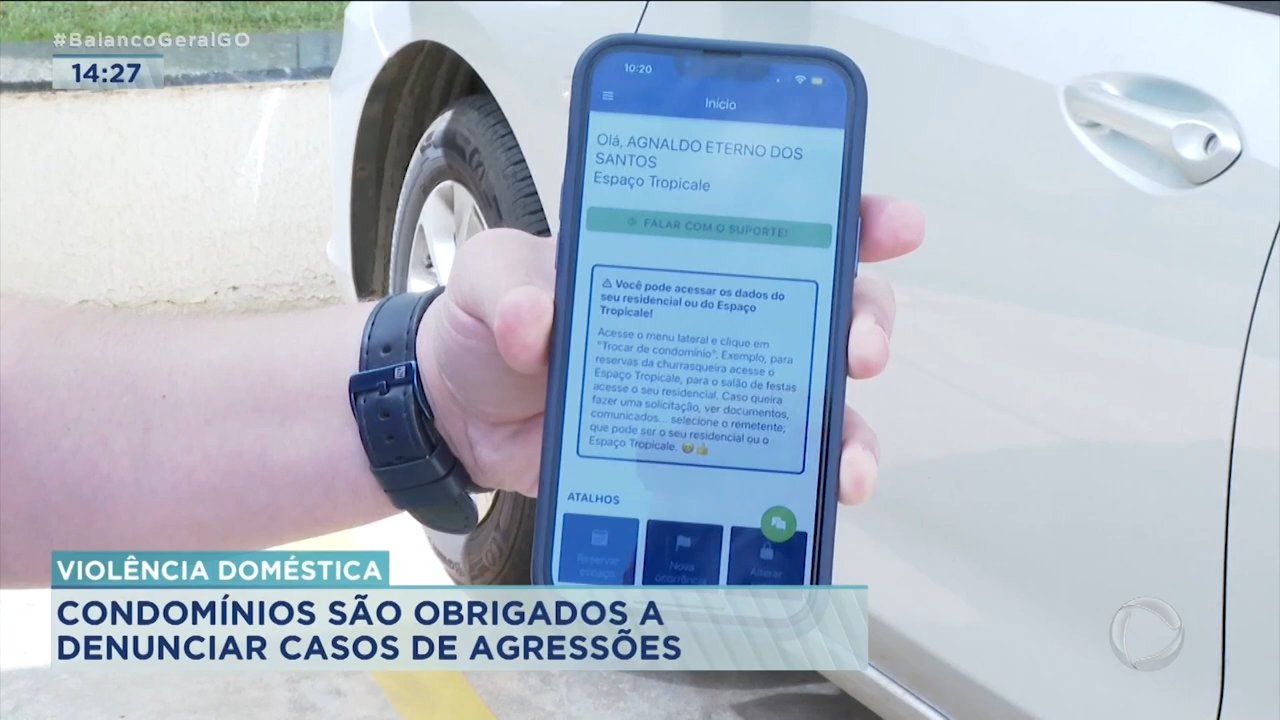 #BalancoGeralGO
14:27
10:20
Início
Olá, AGNALDO ETERNO DOS
SANTOS
Espaço Tropicale
FALAR COM O SUPORTE!
⚠ Você pode acessar os dados do
seu residencial ou do Espaço
Tropicale!
Acesse o menu lateral e clique em
"Trocar de condomínio". Exemplo, para
reservas da churrasqueira acesse o
Espaço Tropicale, para o salão de festas
acesse o seu residencial. Caso queira
fazer uma solicitação, ver documentos,
comunicados... selecione o remetente;
que pode ser o seu residencial ou o
Espaço Tropicale. 🤓👍
ATALHOS
Reservar
espaço
Nova
ocorrência
Alterar
VIOLÊNCIA DOMÉSTICA
CONDOMÍNIOS SÃO OBRIGADOS A
DENUNCIAR CASOS DE AGRESSÕES